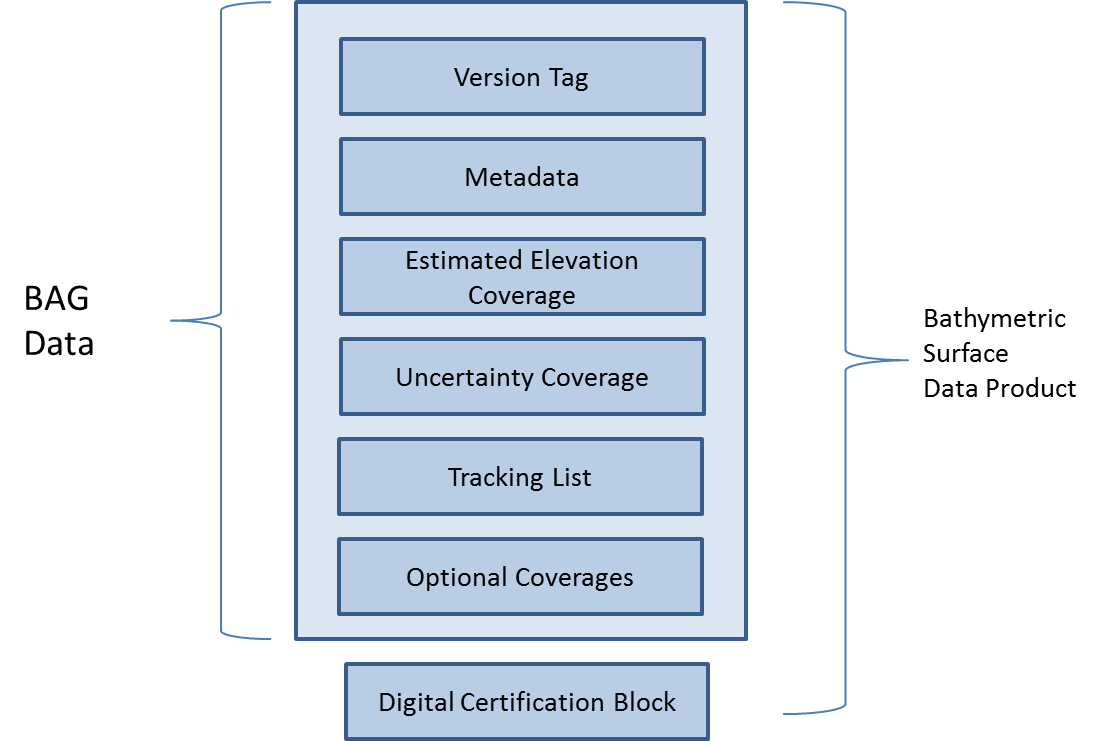 Version Tag
Metadata
Estimated Elevation
Coverage
Uncertainty Coverage
Tracking List
Optional Coverages
Digital Certification Block
BAG
Data
Bathymetric
Surface
Data Product